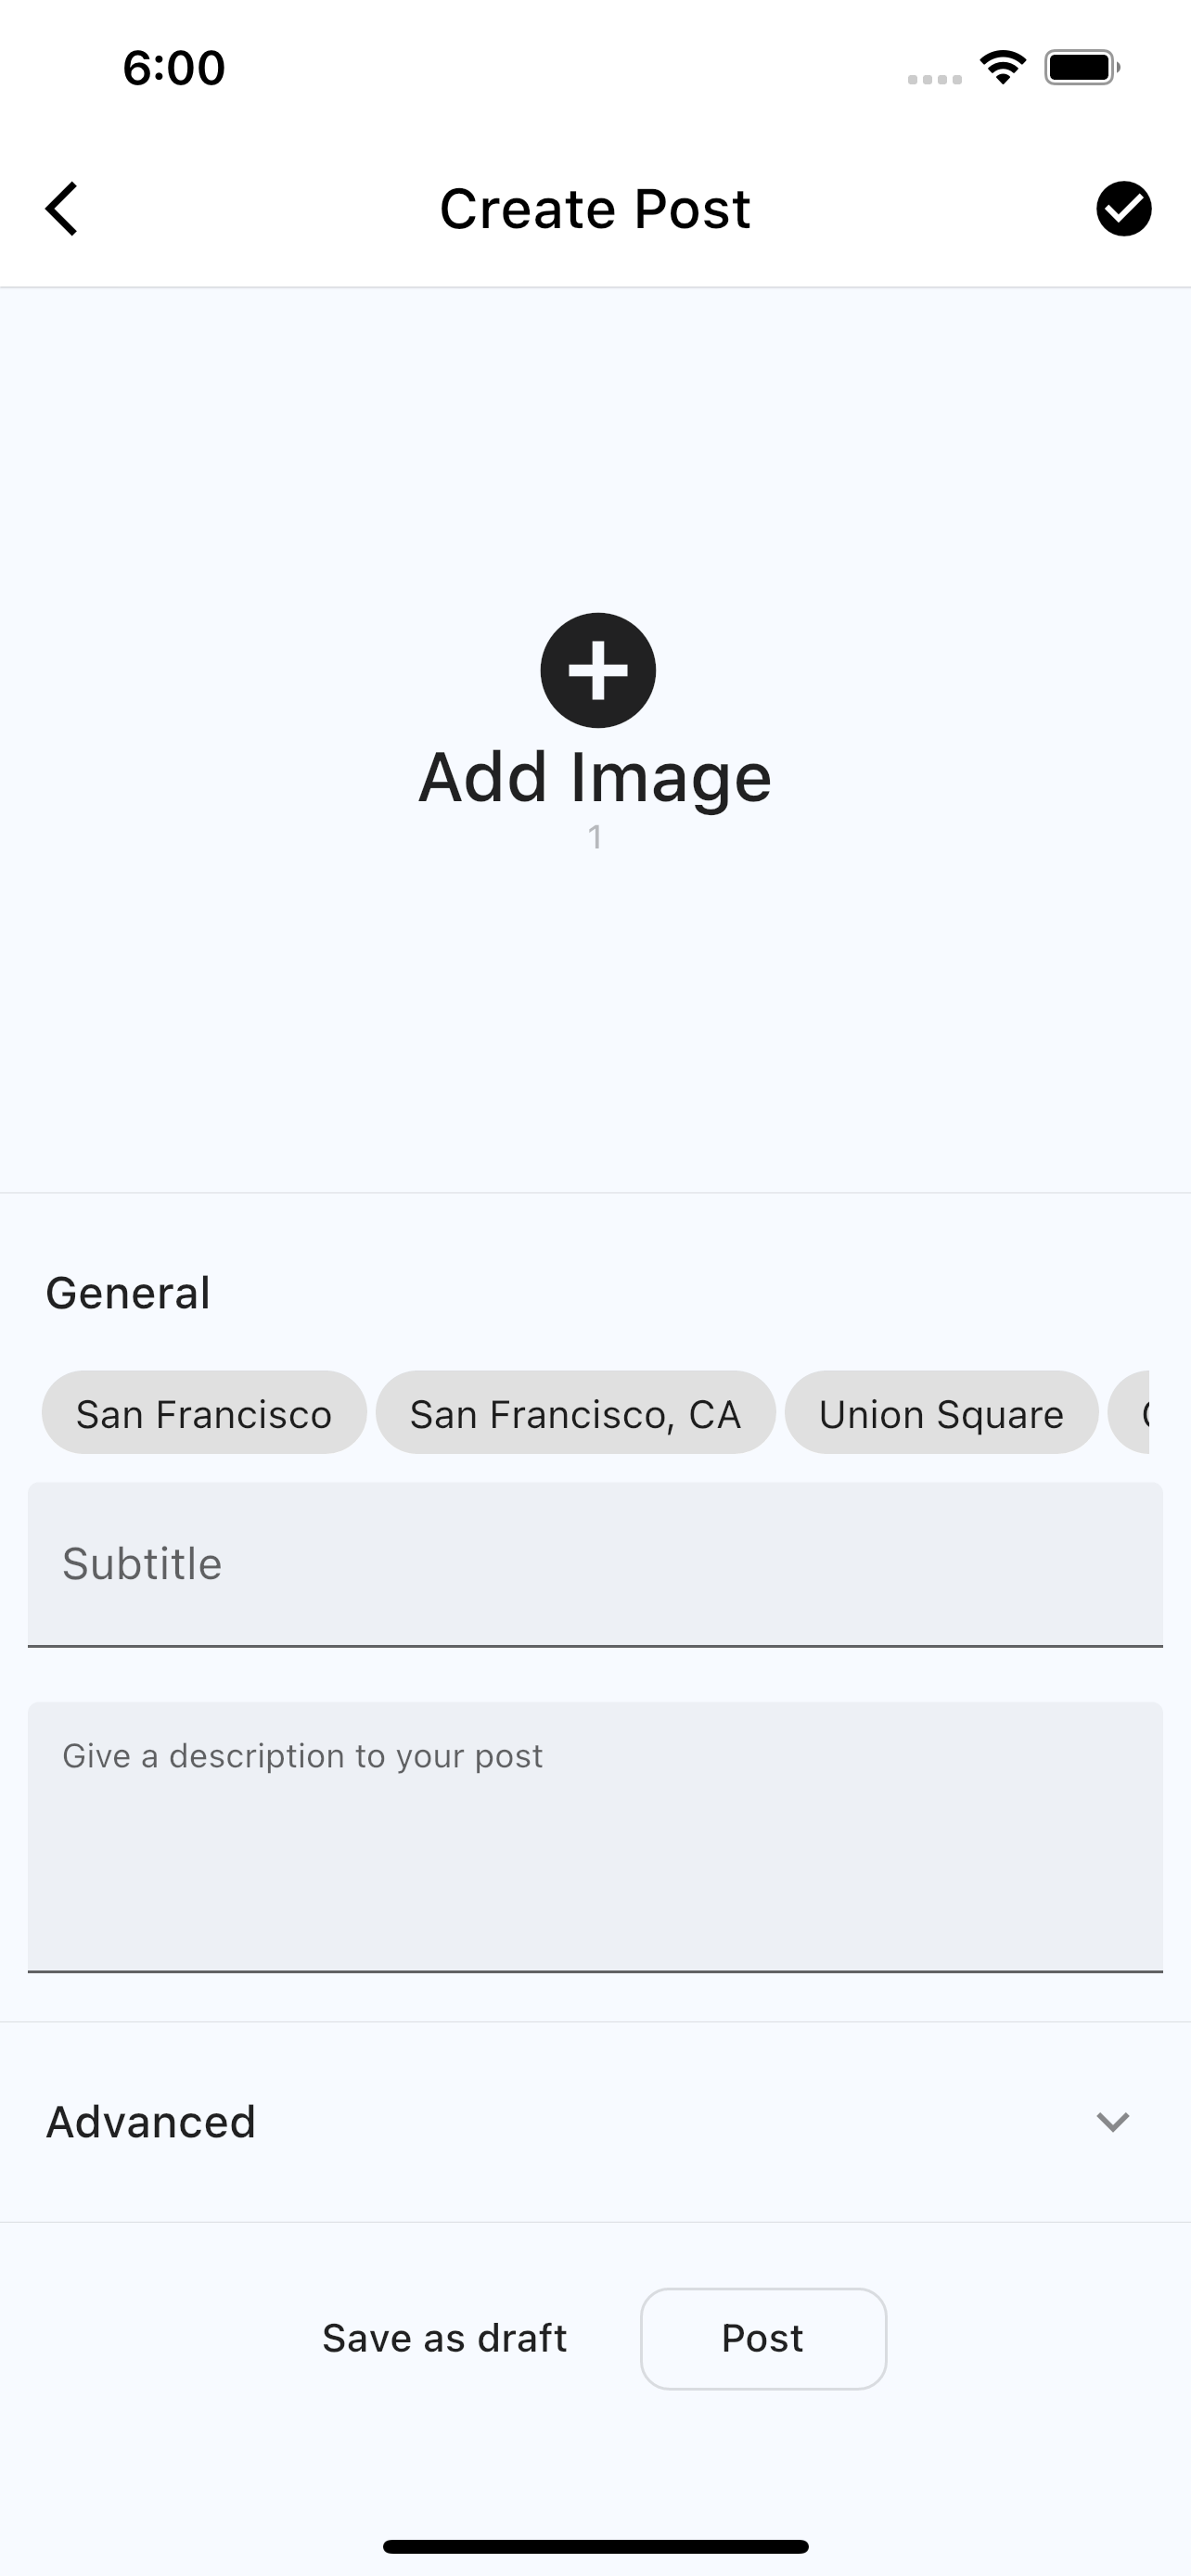 6:00
Create Post
Add Image
1
General
San Francisco San Francisco, CA Union Square
Subtitle
Give a description to your post
Advanced
Save as draft Post